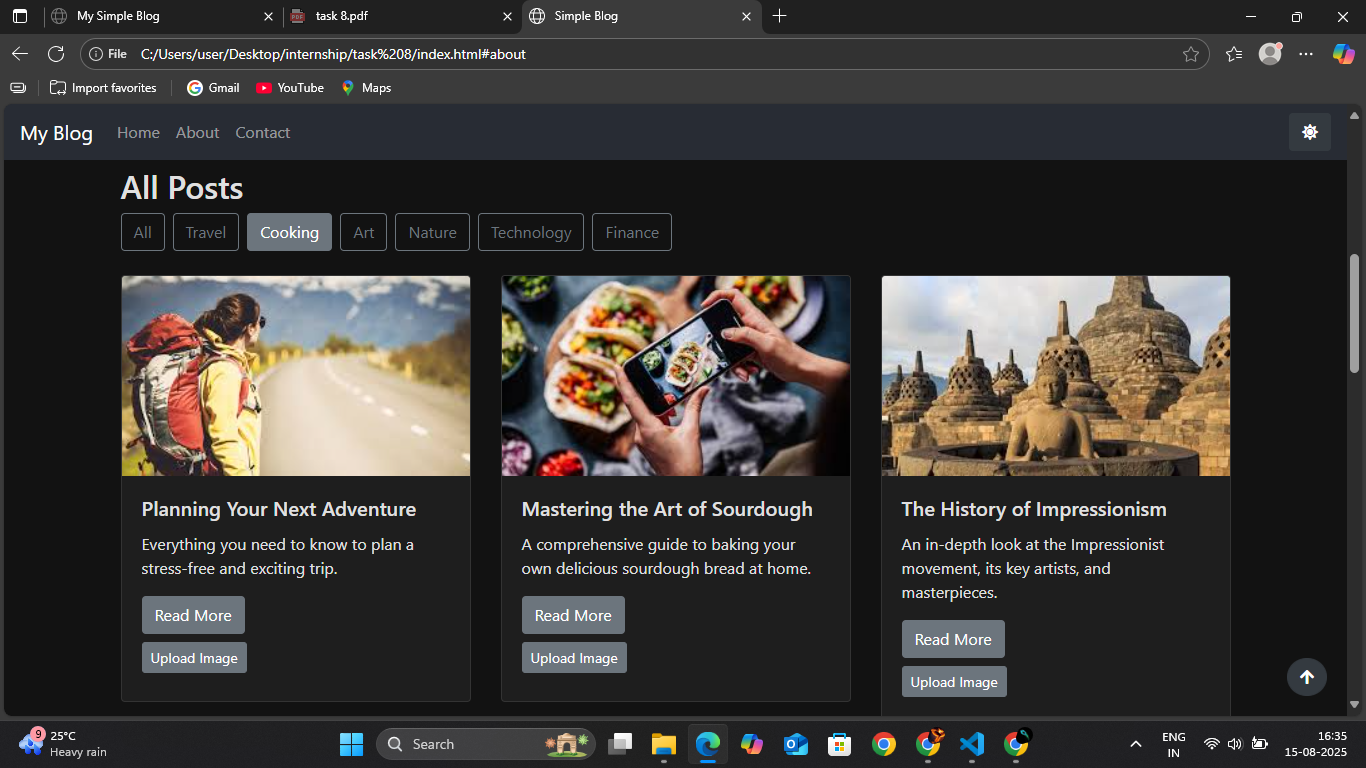 My Simple Blog
task 8.pdf
Simple Blog
File
C:/Users/user/Desktop/internship/task%208/index.html#about
Import favorites
Gmail
YouTube
Maps
My Blog
Home
About
Contact
All Posts
All
Travel
Cooking
Art
Nature
Technology
Finance
Planning Your Next Adventure
Everything you need to know to plan a
stress-free and exciting trip.
Read More
Upload Image
Mastering the Art of Sourdough
A comprehensive guide to baking your
own delicious sourdough bread at home.
Read More
Upload Image
The History of Impressionism
An in-depth look at the Impressionist
movement, its key artists, and
masterpieces.
Read More
Upload Image
9
25°C
Heavy rain
Search
ENG
IN
16:35
15-08-2025